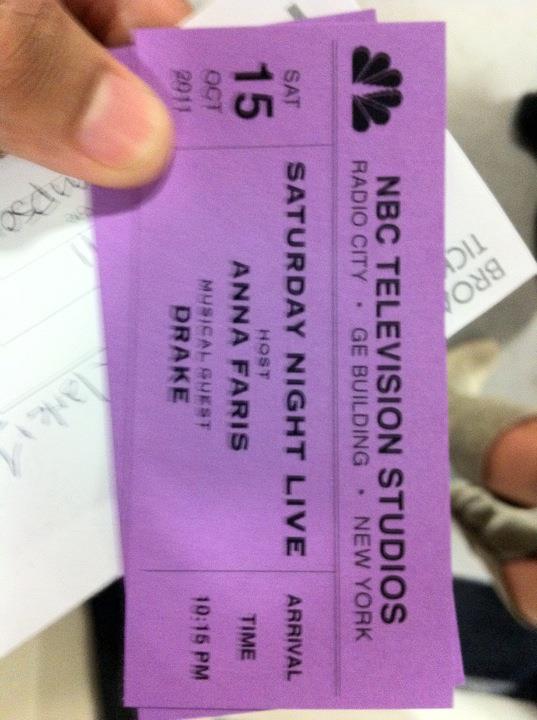 NBC TELEVISION STUDIOS
RADIO CITY • GE BUILDING • NEW YORK
SAT
15
OCT
2011
SATURDAY NIGHT LIVE
HOST
ANNA FARIS
MUSICAL GUEST
DRAKE
ARRIVAL
TIME
10:15 PM